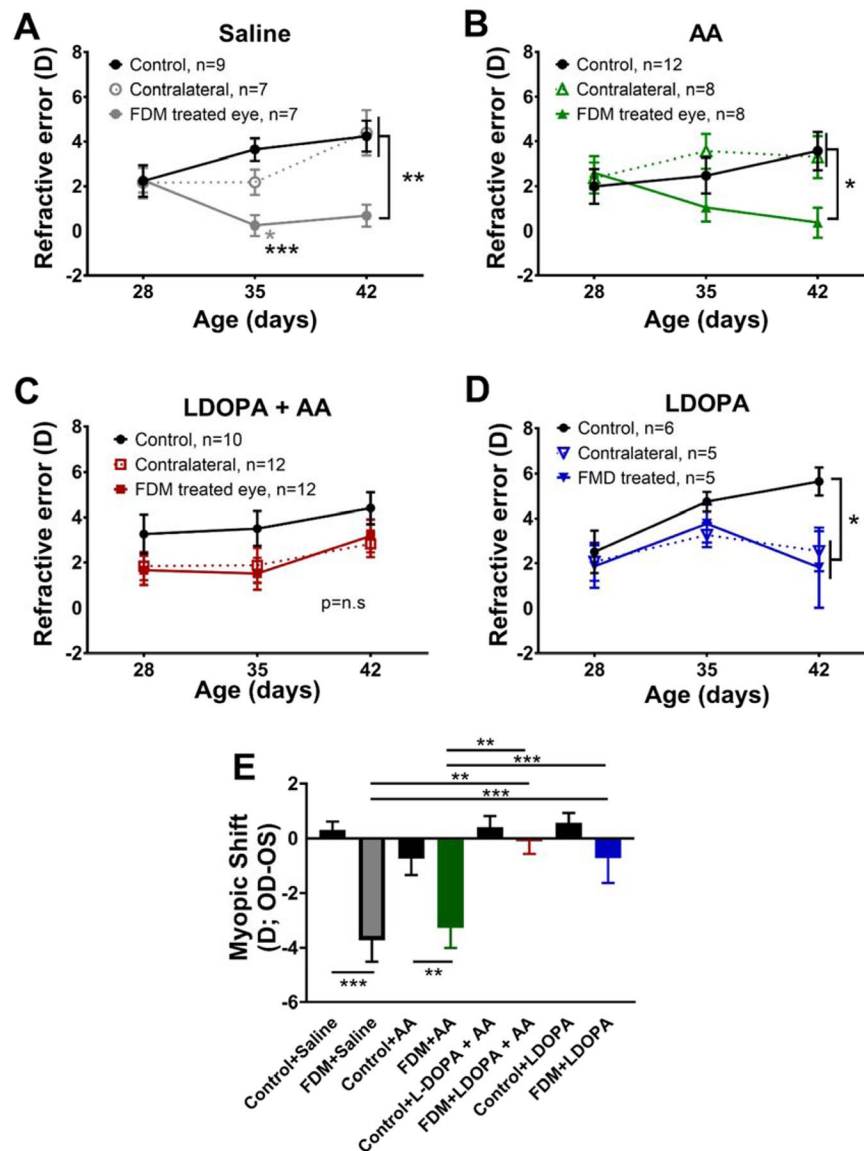 A
Saline
Refractive error (D)
8
6
4
2
0
-2
Control, n=9
Contralateral, n=7
FDM treated eye, n=7
**
*
***
28
35
42
Age (days)
B
AA
Refractive error (D)
8
6
4
2
0
-2
Control, n=12
Contralateral, n=8
FDM treated eye, n=8
*
28
35
42
Age (days)
C
LDOPA + AA
Refractive error (D)
8
6
4
2
0
-2
Control, n=10
Contralateral, n=12
FDM treated eye, n=12
p=n.s
28
35
42
Age (days)
D
LDOPA
Refractive error (D)
8
6
4
2
0
-2
Control, n=6
Contralateral, n=5
FMD treated, n=5
*
28
35
42
Age (days)
E
**
***
**
***
Myopic Shift
(D; OD-OS)
2
0
-2
-4
-6
***
**
Control+Saline
FDM+Saline
Control+AA
FDM+AA
Control+L-DOPA + AA
FDM+LDOPA + AA
Control+LDOPA
FDM+LDOPA